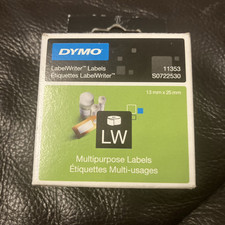 DYMO
LabelWriter™ Labels
Étiquettes LabelWriter™
11353
S0722530
13 mm x 25 mm
LW
Multipurpose Labels
Étiquettes Multi-usages